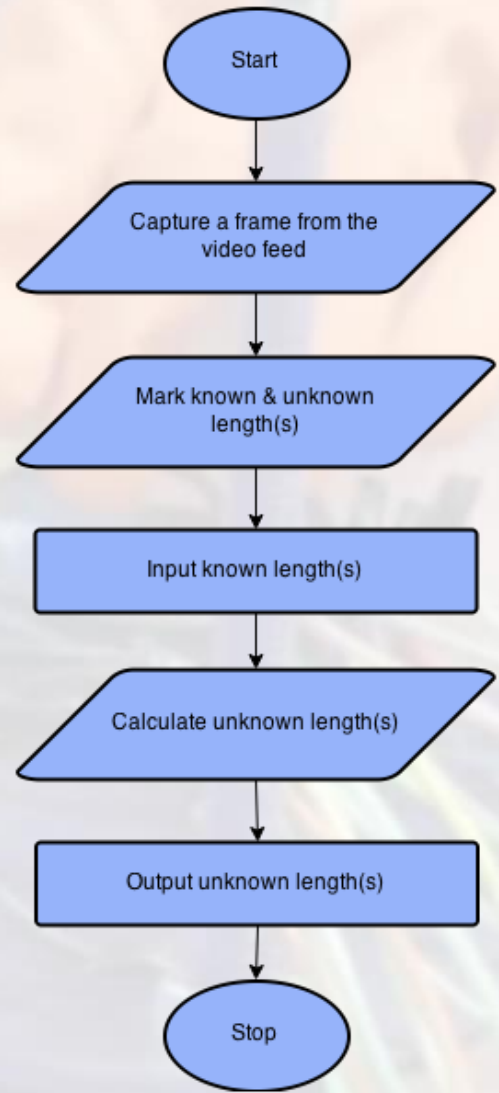 Start
Capture a frame from the
video feed
Mark known & unknown
length(s)
Input known length(s)
Calculate unknown length(s)
Output unknown length(s)
Stop